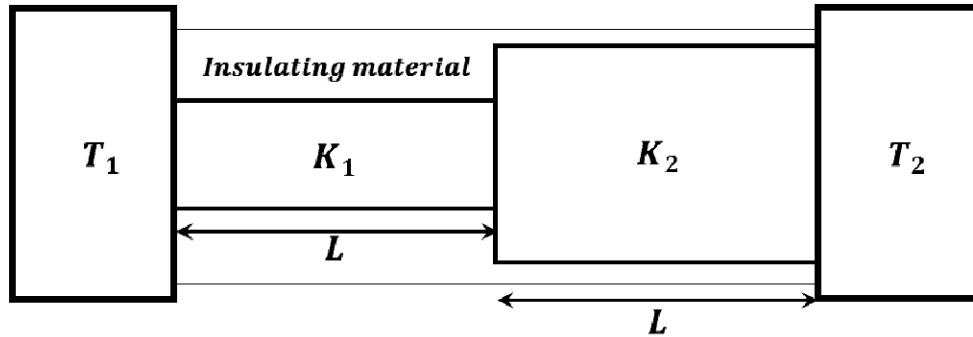 Insulating material
T₁
K₁
K₂
T₂
L
L